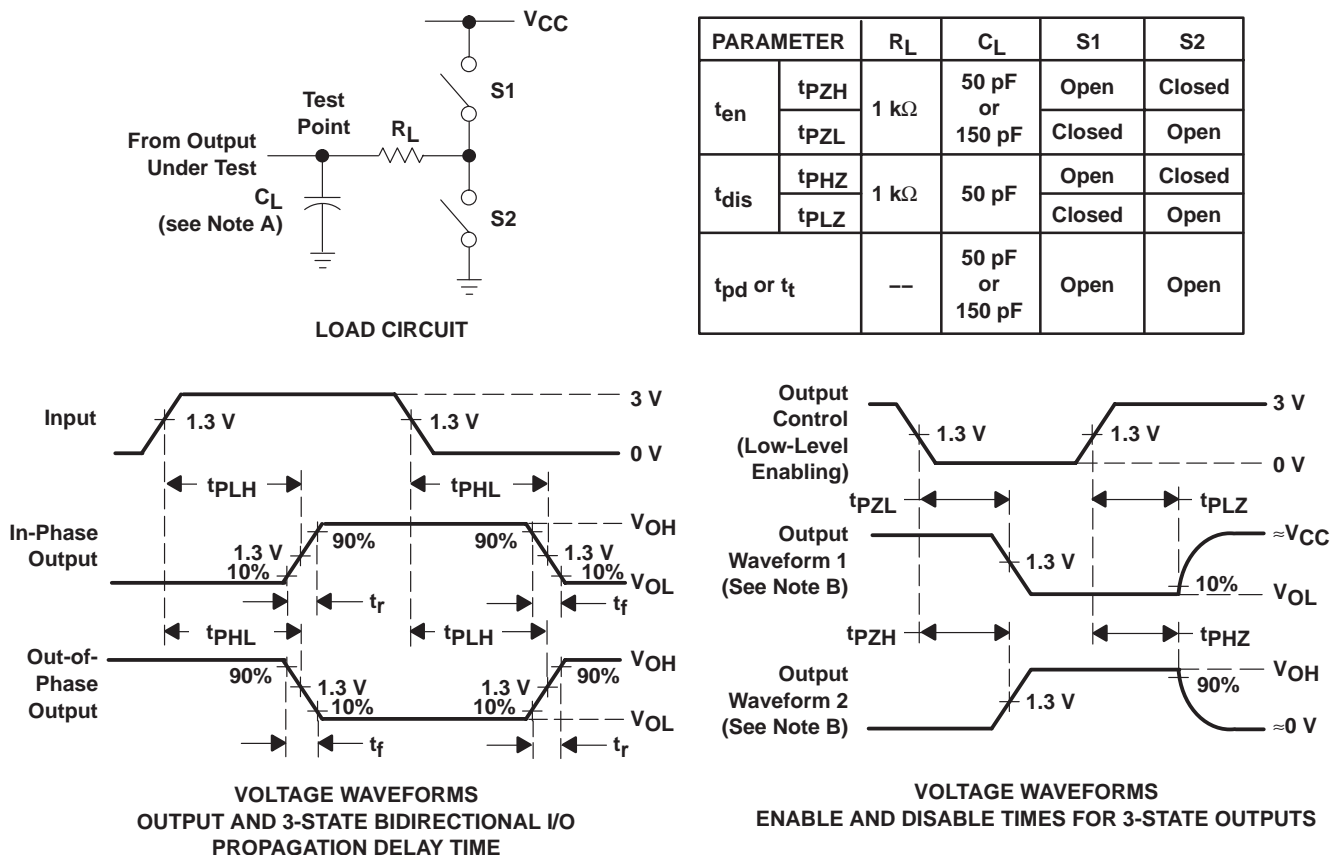 VCC
S1
Test
Point
RL
From Output
Under Test
CL
(see Note A)
S2
LOAD CIRCUIT
PARAMETER RL CL S1 S2
ten tPZH 1 kΩ 50 pF or 150 pF Open Closed
tPZL Closed Open
tdis tPHZ 1 kΩ 50 pF Open Closed
tPLZ Closed Open
tpd or tt –– 50 pF or 150 pF Open Open
Input
1.3 V
1.3 V
3 V
0 V
tPLH
tPHL
In-Phase
Output
1.3 V
10%
90%
90%
1.3 V
10%
VOH
VOL
tr
tf
tPHL
tPLH
Out-of-
Phase
Output
90%
1.3 V
10%
1.3 V
10%
90%
VOH
VOL
tf
tr
VOLTAGE WAVEFORMS
OUTPUT AND 3-STATE BIDIRECTIONAL I/O
PROPAGATION DELAY TIME
Output
Control
(Low-Level
Enabling)
1.3 V
1.3 V
3 V
0 V
tPZL
tPLZ
Output
Waveform 1
(See Note B)
1.3 V
10%
≈VCC
VOL
tPZH
tPHZ
Output
Waveform 2
(See Note B)
1.3 V
90%
VOH
≈0 V
VOLTAGE WAVEFORMS
ENABLE AND DISABLE TIMES FOR 3-STATE OUTPUTS